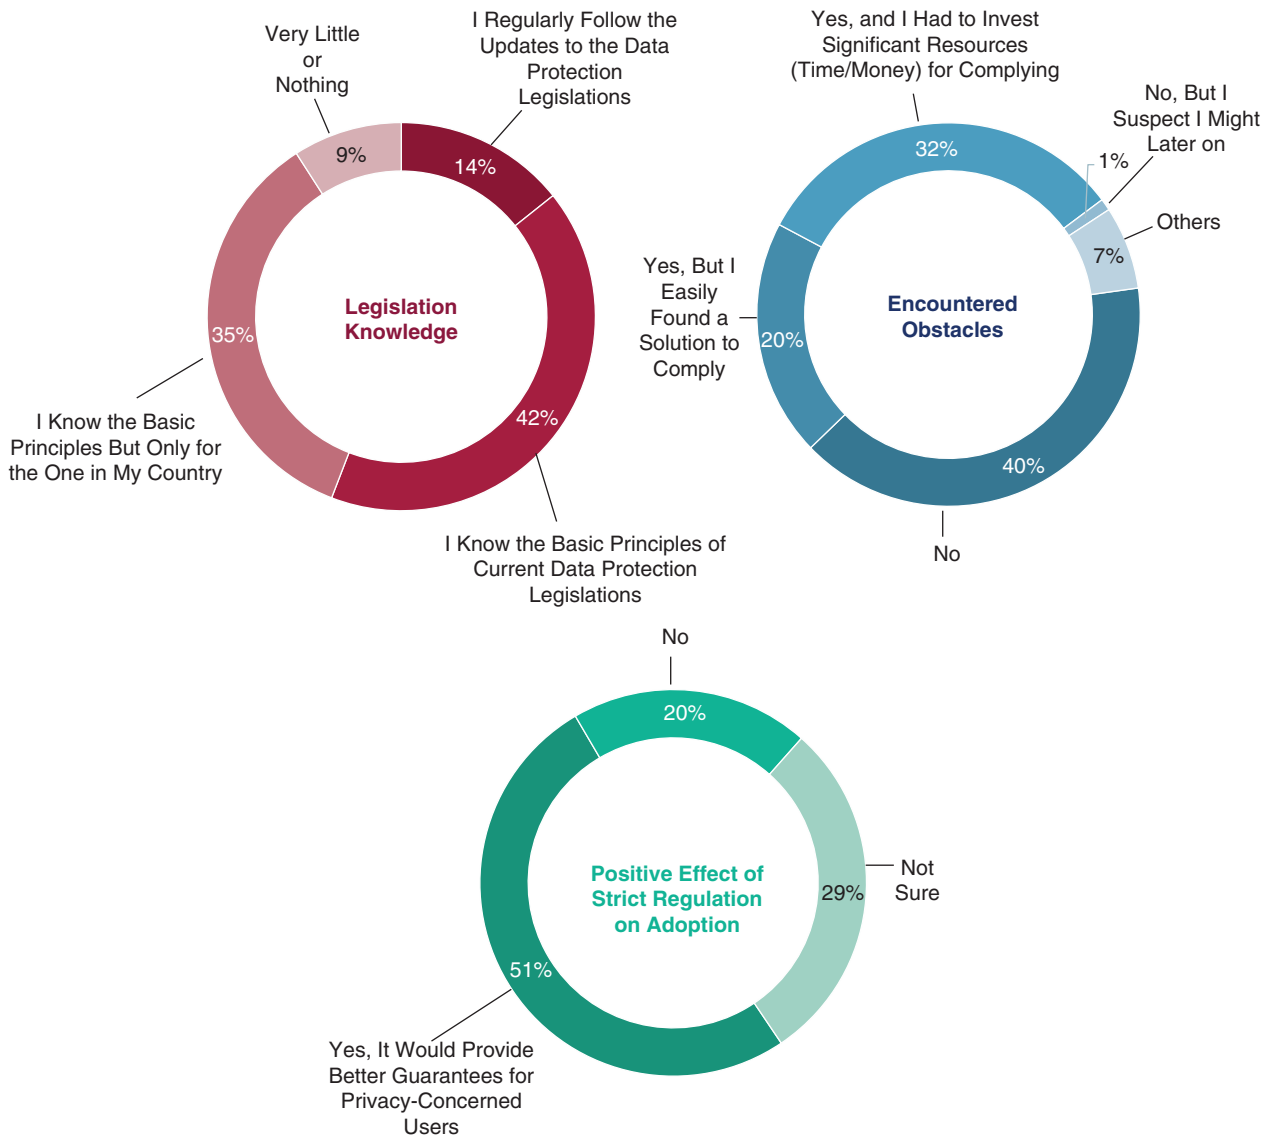 Very Little
or
Nothing
I Regularly Follow the
Updates to the Data
Protection
Legislations
9%
14%
35%
Legislation
Knowledge
42%
I Know the Basic
Principles But Only for
the One in My Country
I Know the Basic Principles of
Current Data Protection
Legislations
Yes, and I Had to Invest
Significant Resources
(Time/Money) for Complying
No, But I
Suspect I Might
Later on
32%
1%
Others
7%
Yes, But I
Easily
Found a
Solution to
Comply
20%
Encountered
Obstacles
40%
No
No
20%
Positive Effect of
Strict Regulation
on Adoption
29%
Not
Sure
51%
Yes, It Would Provide
Better Guarantees for
Privacy-Concerned
Users